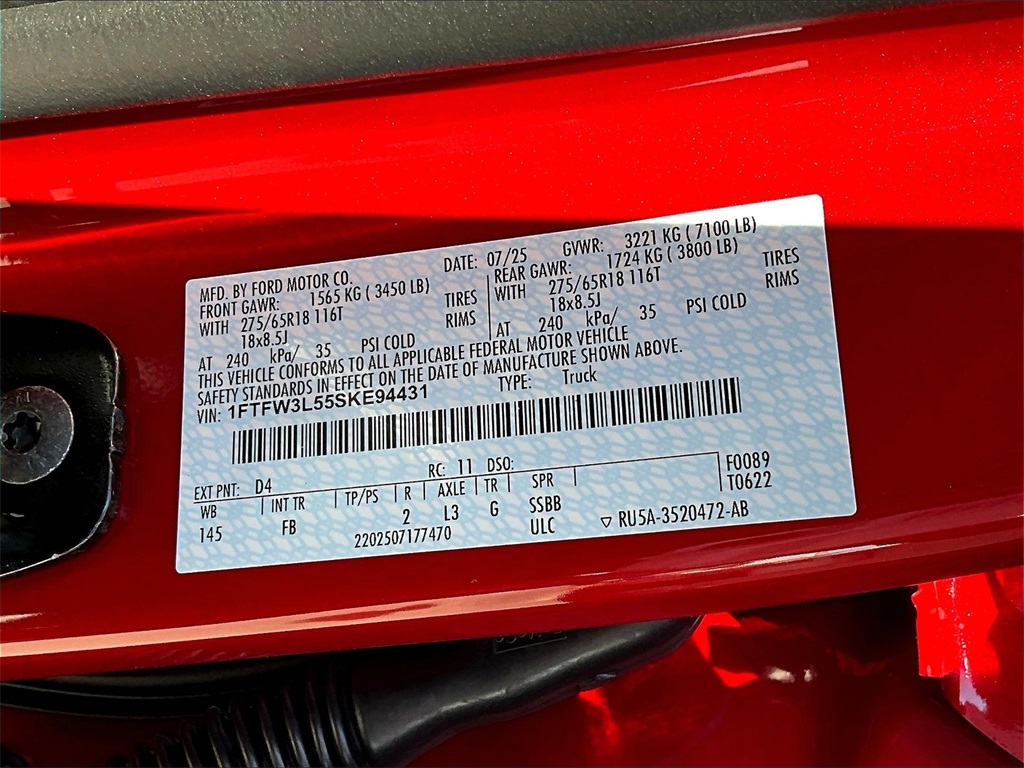 MFD. BY FORD MOTOR CO. DATE: 07/25 GVWR: 3221 KG ( 7100 LB)
FRONT GAWR: 1565 KG ( 3450 LB) REAR GAWR: 1724 KG ( 3800 LB)
WITH 275/65R18 116T TIRES WITH 275/65R18 116T TIRES
18x8.5J RIMS 18x8.5J RIMS
AT 240 kPa/ 35 PSI COLD AT 240 kPa/ 35 PSI COLD
THIS VEHICLE CONFORMS TO ALL APPLICABLE FEDERAL MOTOR VEHICLE
SAFETY STANDARDS IN EFFECT ON THE DATE OF MANUFACTURE SHOWN ABOVE.
VIN: 1FTFW3L55SKE94431 TYPE: Truck
EXT PNT: D4 RC: 11 DSO: F0089
WB INT TR TP/PS R AXLE TR SPR T0622
145 FB 2 L3 G SSBB
2202507177470 ULC RU5A-3520472-AB